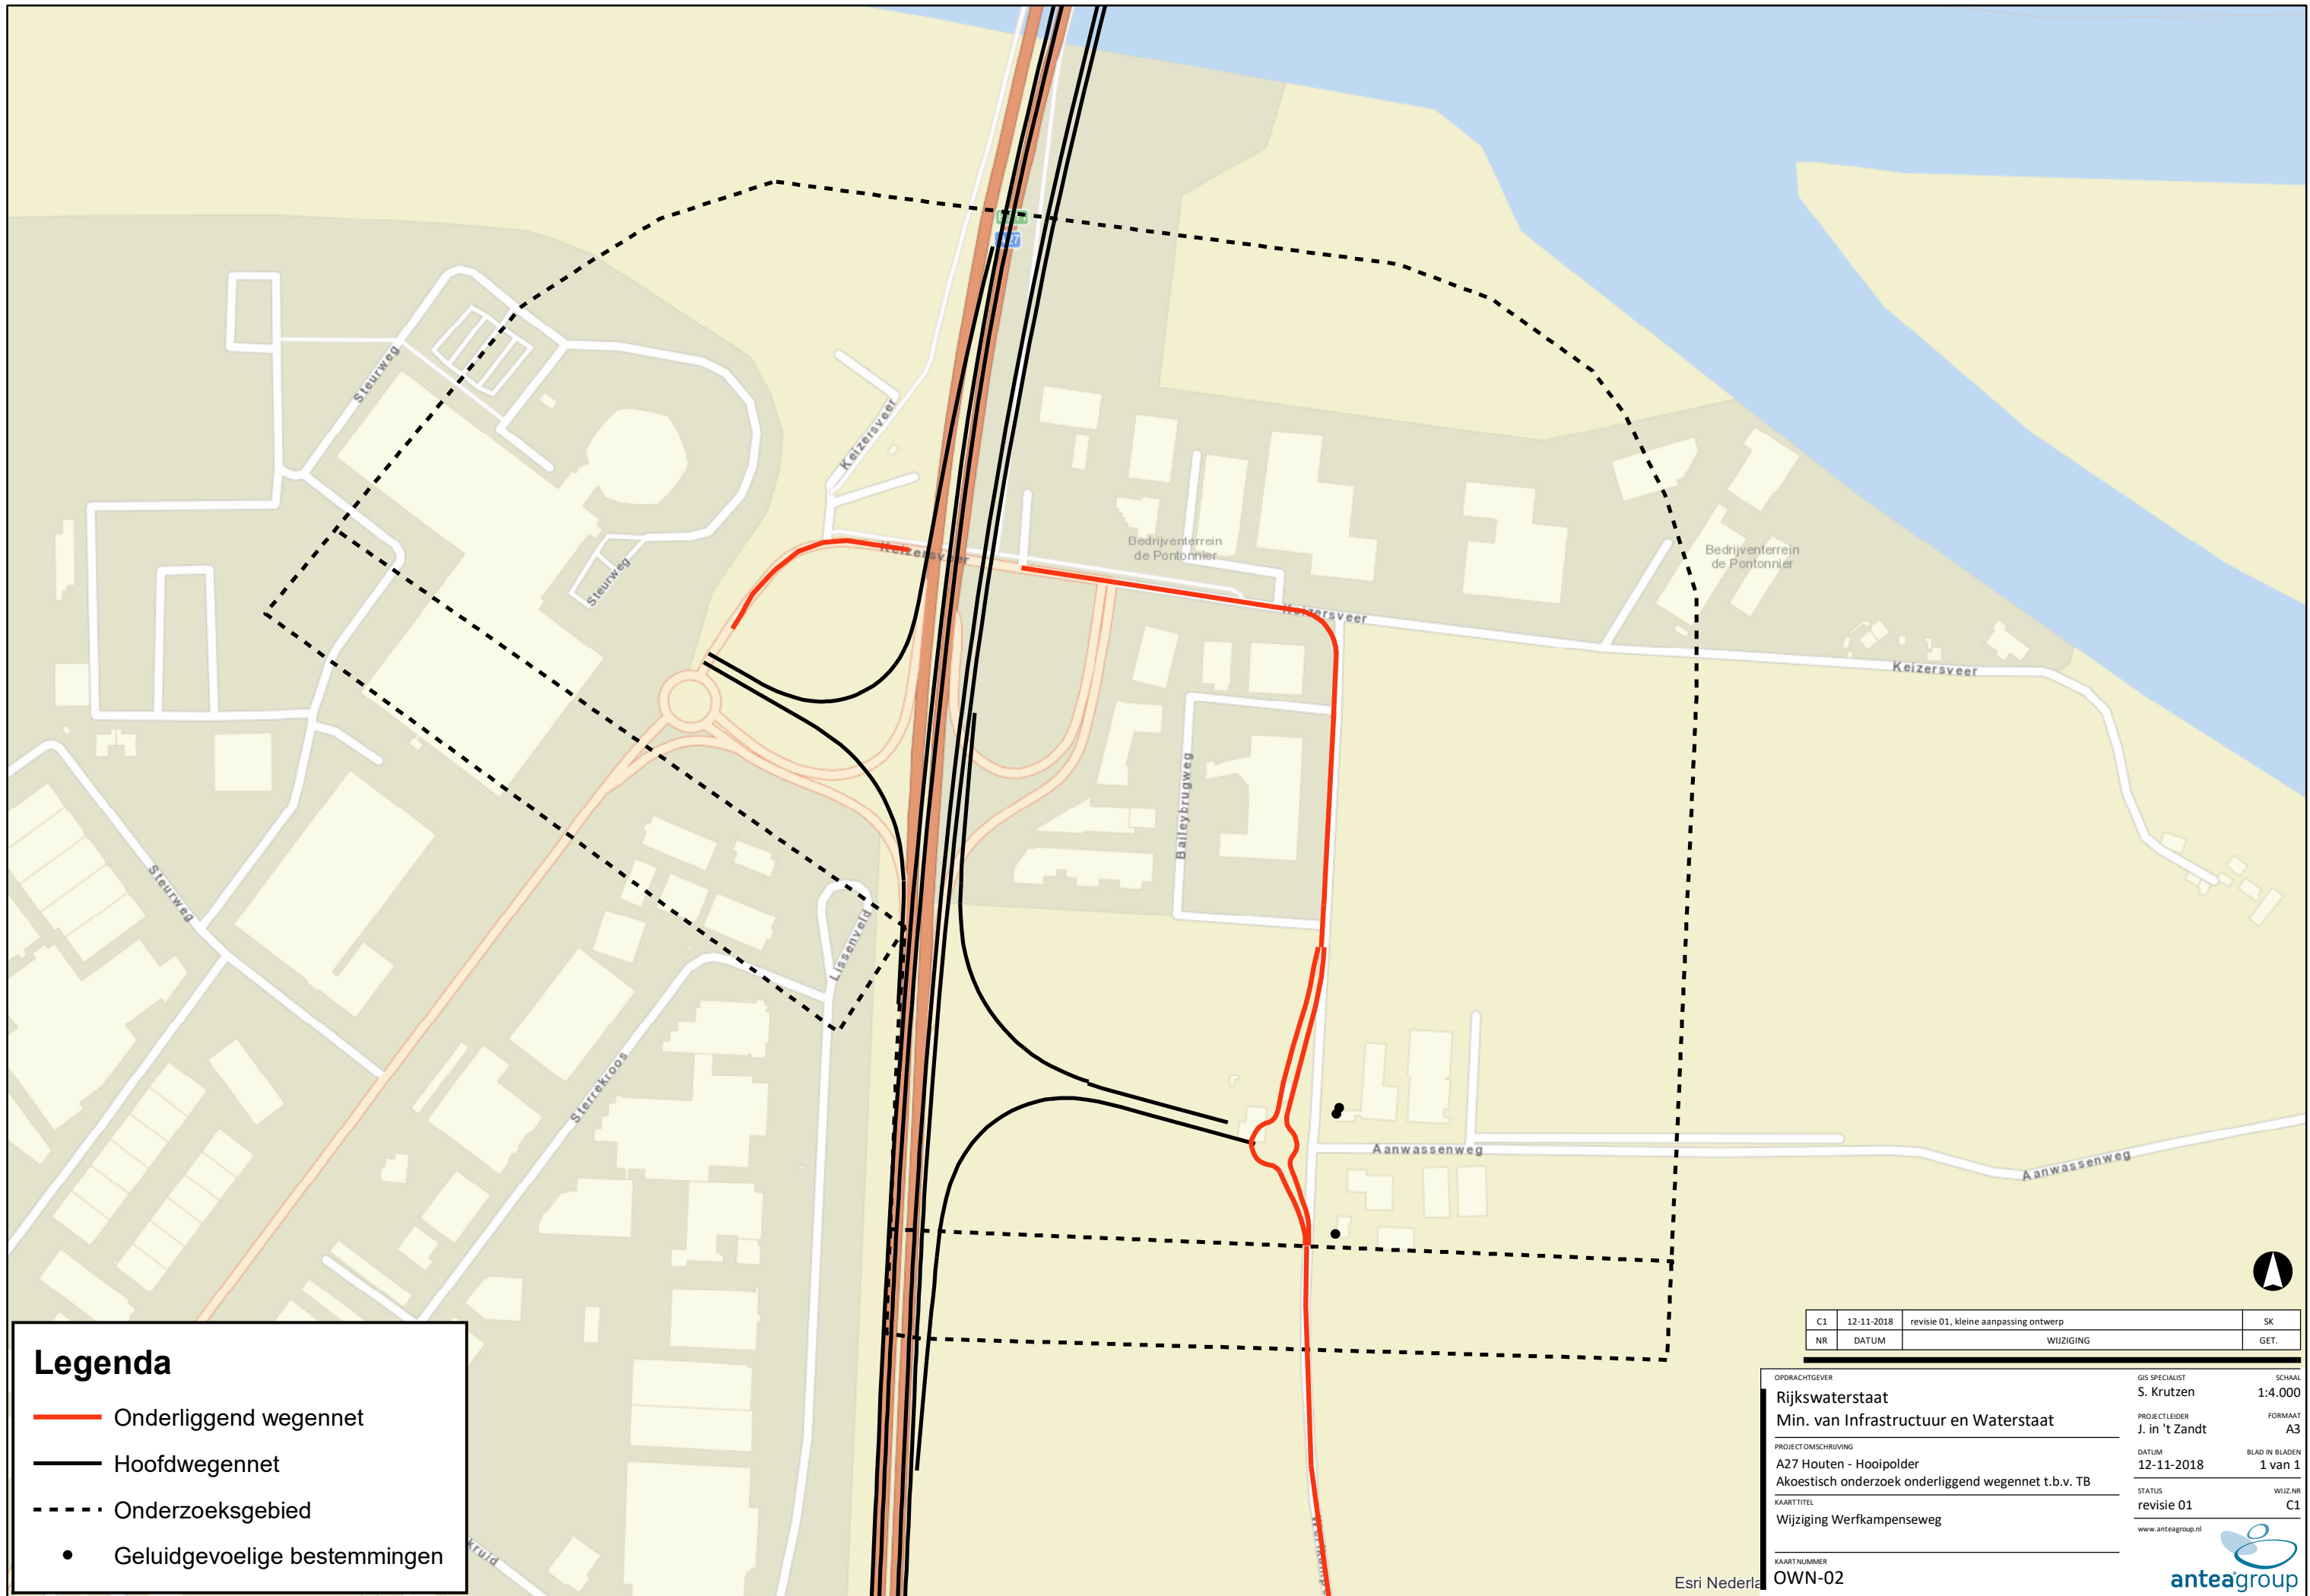 A27
Steurweg
Keizersveer
Keizersveer
Bedrijventerrein
de Pontonnier
Bedrijventerrein
de Pontonnier
Steurweg
Keizersveer
Keizersveer
Baileybrugweg
Steurweg
Lissenveld
Sterrekroos
Aanwassenweg
Aanwassenweg
kruid
Legenda
Onderliggend wegennet
Hoofdwegennet
Onderzoeksgebied
Geluidgevoelige bestemmingen
C1 12-11-2018 revisie 01, kleine aanpassing ontwerp SK
NR DATUM WIJZIGING GET.
OPDRACHTGEVER
Rijkswaterstaat
Min. van Infrastructuur en Waterstaat
PROJECTOMSCHRIJVING
A27 Houten - Hooipolder
Akoestisch onderzoek onderliggend wegennet t.b.v. TB
KAARTTITEL
Wijziging Werfkampenseweg
KAARTNUMMER
OWN-02
GIS SPECIALIST SCHAAL
S. Krutzen 1:4.000
PROJECTLEIDER FORMAAT
J. in 't Zandt A3
DATUM BLAD IN BLADEN
12-11-2018 1 van 1
STATUS WIJZ.NR
revisie 01 C1
www.anteagroup.nl
anteagroup
Esri Nederla